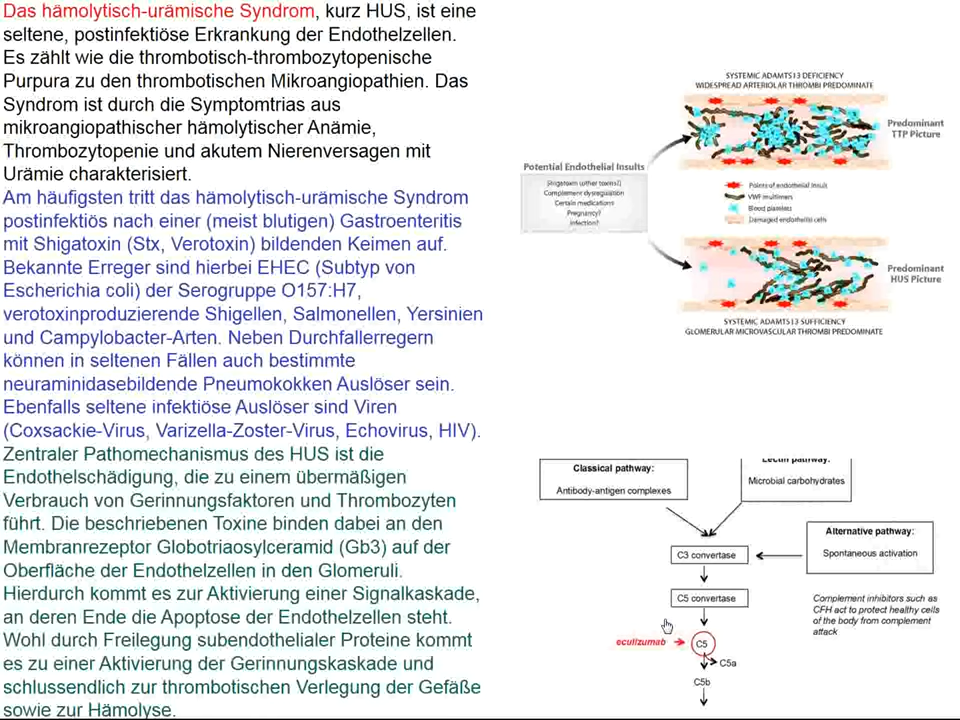 Das hämolytisch-urämische Syndrom, kurz HUS, ist eine
seltene, postinfektiöse Erkrankung der Endothelzellen.
Es zählt wie die thrombotisch-thrombozytopenische
Purpura zu den thrombotischen Mikroangiopathien. Das
Syndrom ist durch die Symptomtrias aus
mikroangiopathischer hämolytischer Anämie,
Thrombozytopenie und akutem Nierenversagen mit
Urämie charakterisiert.
Am häufigsten tritt das hämolytisch-urämische Syndrom
postinfektiös nach einer (meist blutigen) Gastroenteritis
mit Shigatoxin (Stx, Verotoxin) bildenden Keimen auf.
Bekannte Erreger sind hierbei EHEC (Subtyp von
Escherichia coli) der Serogruppe O157:H7,
verotoxinproduzierende Shigellen, Salmonellen, Yersinien
und Campylobacter-Arten. Neben Durchfallerregern
können in seltenen Fällen auch bestimmte
neuraminidasebildende Pneumokokken Auslöser sein.
Ebenfalls seltene infektiöse Auslöser sind Viren
(Coxsackie-Virus, Varizella-Zoster-Virus, Echovirus, HIV).
Zentraler Pathomechanismus des HUS ist die
Endothelschädigung, die zu einem übermäßigen
Verbrauch von Gerinnungsfaktoren und Thrombozyten
führt. Die beschriebenen Toxine binden dabei an den
Membranrezeptor Globotriaosylceramid (Gb3) auf der
Oberfläche der Endothelzellen in den Glomeruli.
Hierdurch kommt es zur Aktivierung einer Signalkaskade,
an deren Ende die Apoptose der Endothelzellen steht.
Wohl durch Freilegung subendothelialer Proteine kommt
es zu einer Aktivierung der Gerinnungskaskade und
schlussendlich zur thrombotischen Verlegung der Gefäße
sowie zur Hämolyse.
SYSTEMIC ADAMTS13 DEFICIENCY
WIDESPREAD ARTERIOLAR THROMBI PREDOMINATE
Predominant
TTP Picture
Potential Endothelial Insults
Shigatoxin (other toxins?)
Complement dysregulation
Certain medications
Pregnancy?
Infection?
Points of endothelial insult
VWF multimers
Blood platelets
Damaged endothelial cells
Predominant
HUS Picture
SYSTEMIC ADAMTS13 SUFFICIENCY
GLOMERULAR MICROVASCULAR THROMBI PREDOMINATE
Classical pathway:
Antibody-antigen complexes
Lectin pathway:
Microbial carbohydrates
Alternative pathway:
Spontaneous activation
C3 convertase
C5 convertase
Complement inhibitors such as
CFH act to protect healthy cells
of the body from complement
attack
eculizumab
C5
C5a
C5b